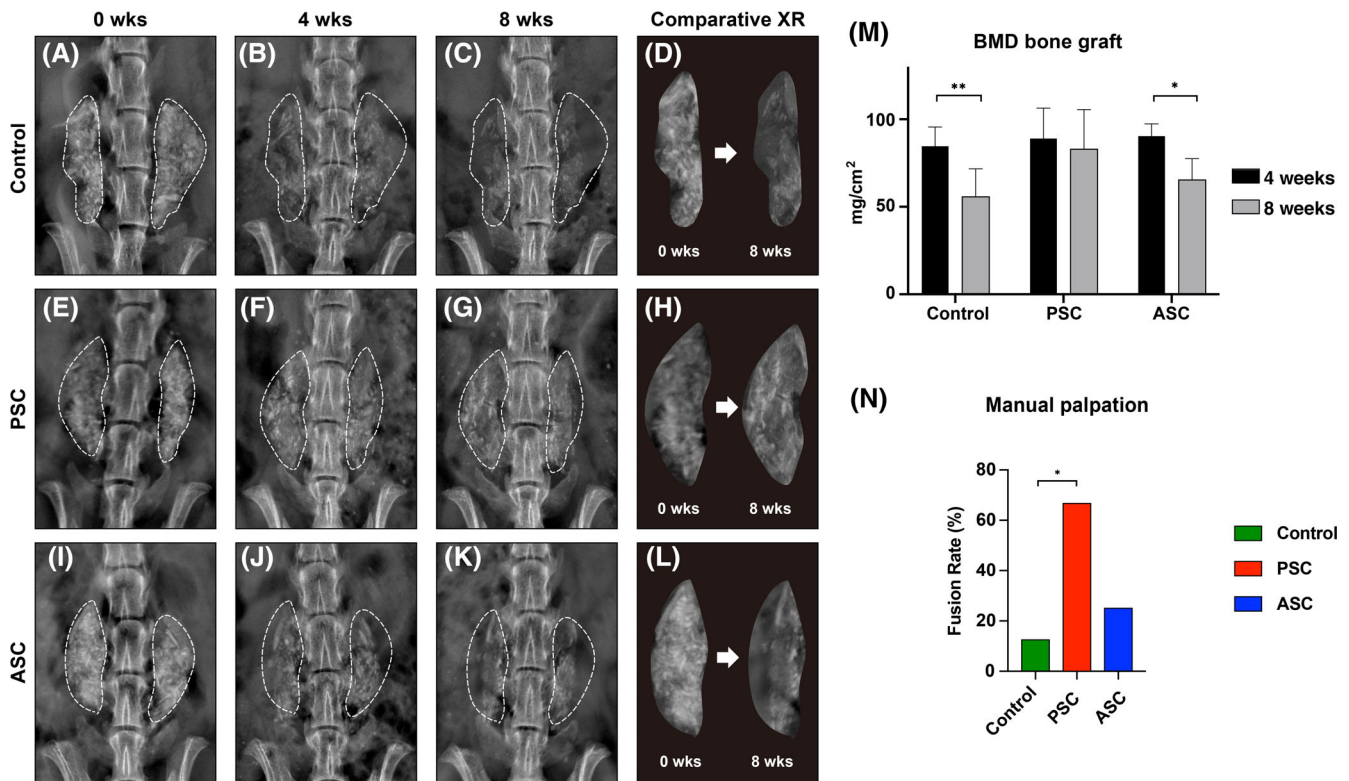 0 wks
4 wks
8 wks
Comparative XR
Control
(A)
(B)
(C)
(D)
0 wks
8 wks
PSC
(E)
(F)
(G)
(H)
0 wks
8 wks
ASC
(I)
(J)
(K)
(L)
0 wks
8 wks
(M)
BMD bone graft
mg/cm²
100
50
0
**
*
Control
PSC
ASC
4 weeks
8 weeks
(N)
Manual palpation
Fusion Rate (%)
80
60
40
20
0
*
Control
PSC
ASC
Control
PSC
ASC